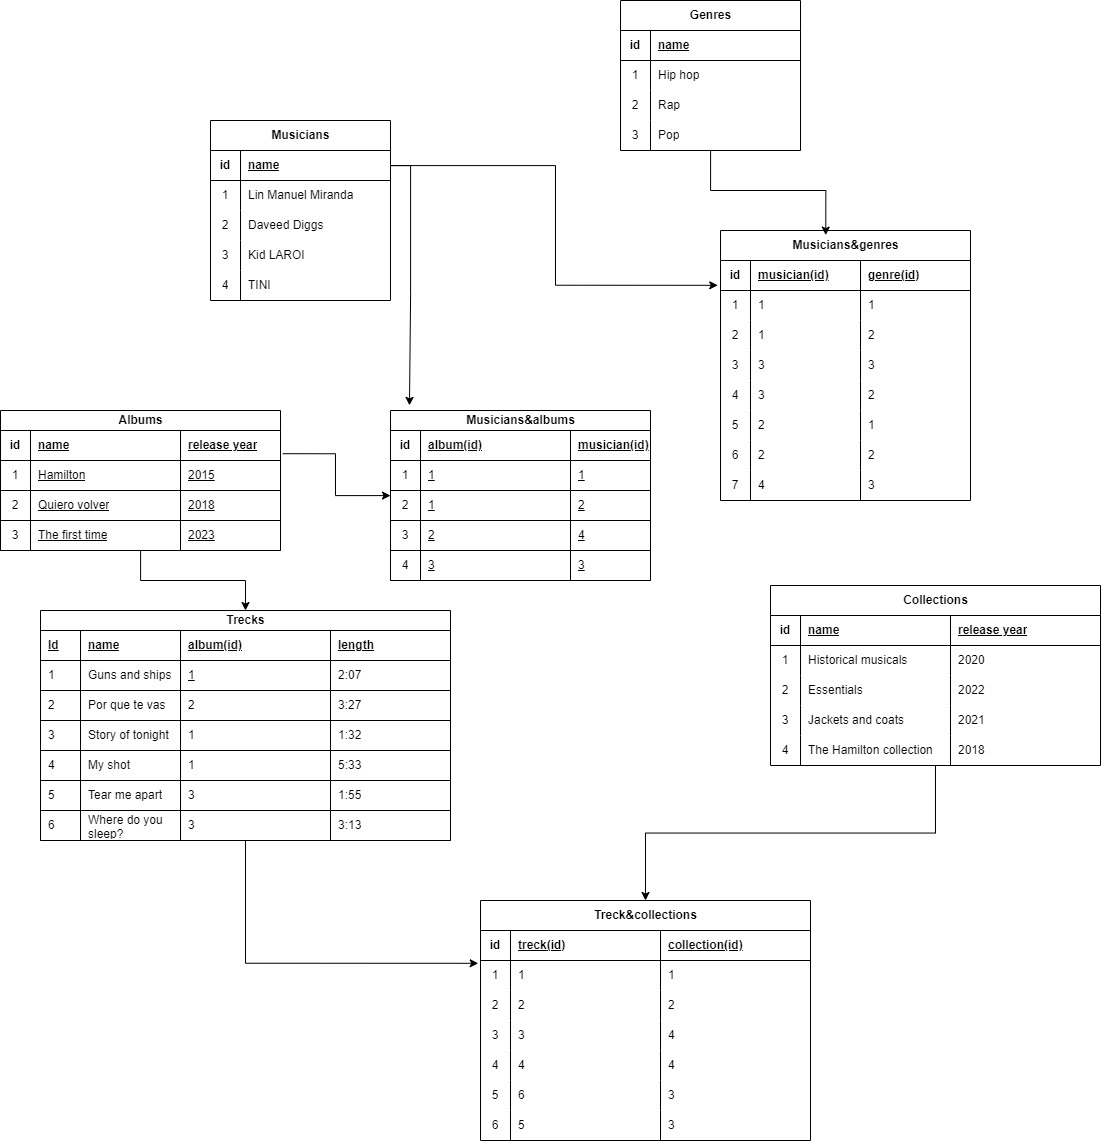 Genres
id name
1 Hip hop
2 Rap
3 Pop
Musicians
id name
1 Lin Manuel Miranda
2 Daveed Diggs
3 Kid LAROI
4 TINI
Musicians&genres
id musician(id) genre(id)
1 1 1
2 1 2
3 3 3
4 3 2
5 2 1
6 2 2
7 4 3
Albums
id name release year
1 Hamilton 2015
2 Quiero volver 2018
3 The first time 2023
Musicians&albums
id album(id) musician(id)
1 1 1
2 1 2
3 2 4
4 3 3
Trecks
Id name album(id) length
1 Guns and ships 1 2:07
2 Por que te vas 2 3:27
3 Story of tonight 1 1:32
4 My shot 1 5:33
5 Tear me apart 3 1:55
6 Where do you sleep? 3 3:13
Collections
id name release year
1 Historical musicals 2020
2 Essentials 2022
3 Jackets and coats 2021
4 The Hamilton collection 2018
Treck&collections
id treck(id) collection(id)
1 1 1
2 2 2
3 3 4
4 4 4
5 6 3
6 5 3